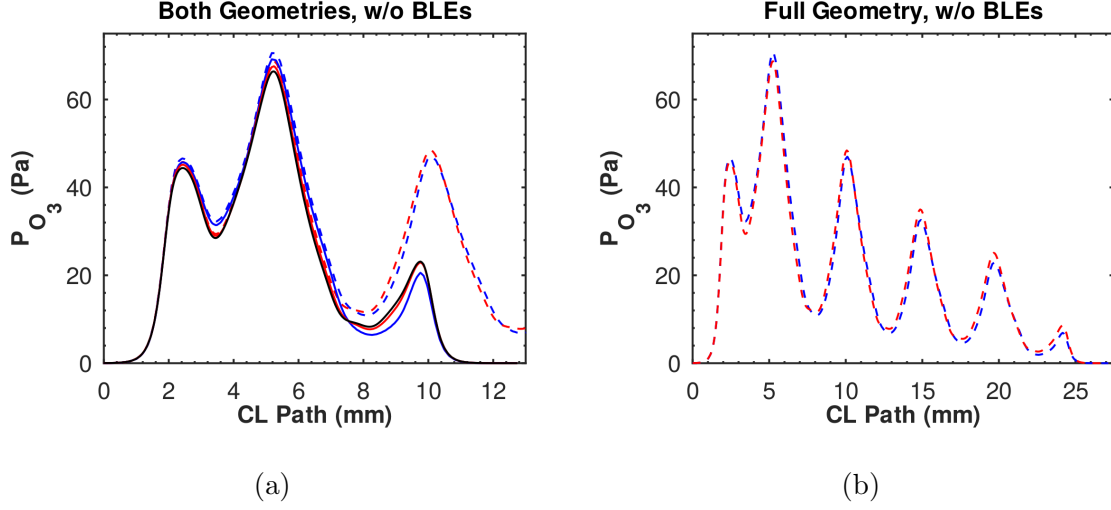 Both Geometries, w/o BLEs
P O3 (Pa)
60
40
20
0
0 2 4 6 8 10 12
CL Path (mm)
(a)
Full Geometry, w/o BLEs
P O3 (Pa)
60
40
20
0
0 5 10 15 20 25
CL Path (mm)
(b)